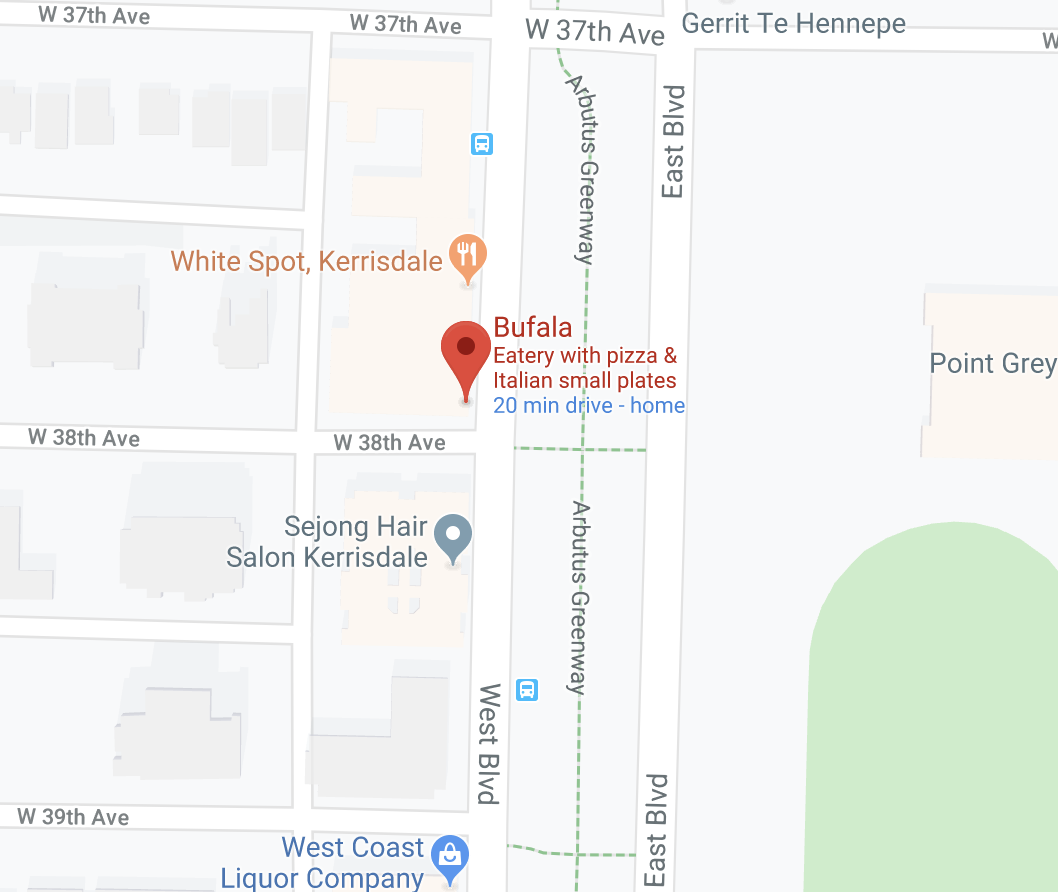 W 37th Ave
W 37th Ave
W 37th Ave
Gerrit Te Hennepe
W
Arbutus Greenway
East Blvd
White Spot, Kerrisdale
Bufala
Eatery with pizza &
Italian small plates
20 min drive - home
Point Grey
W 38th Ave
W 38th Ave
Sejong Hair
Salon Kerrisdale
Arbutus Greenway
West Blvd
East Blvd
W 39th Ave
West Coast
Liquor Company